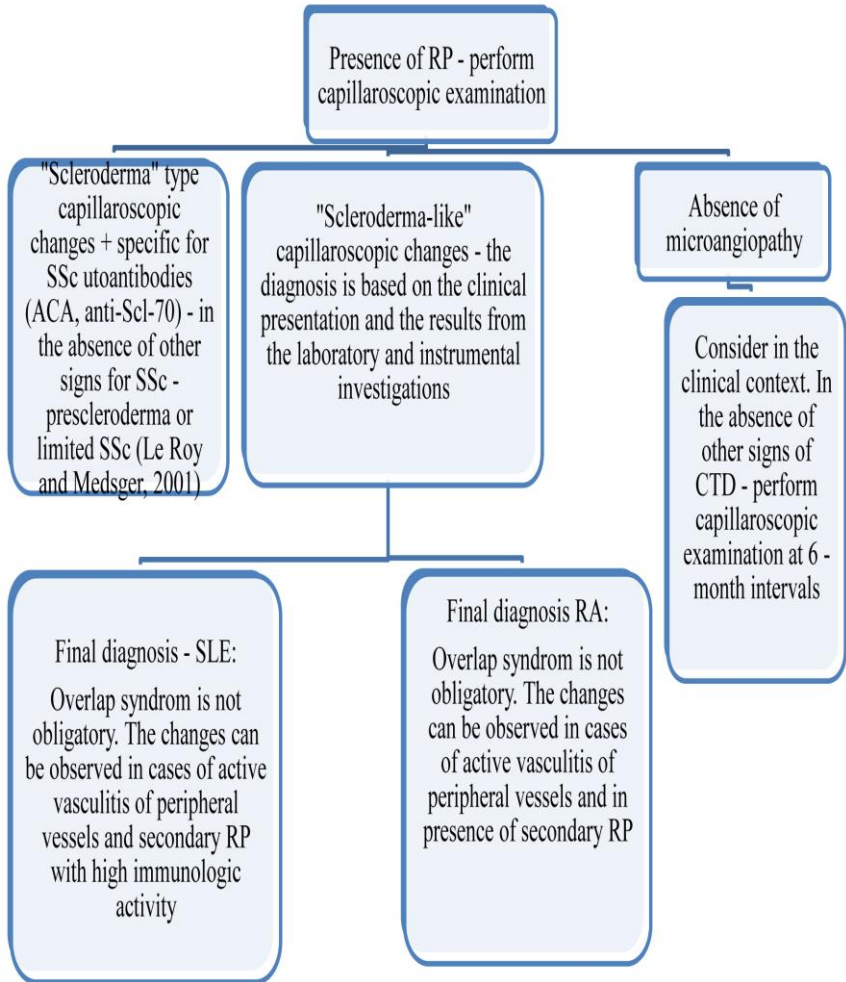 Presence of RP - perform
capillaroscopic examination
"Scleroderma" type
capillaroscopic
changes + specific for
SSc utoantibodies
(ACA, anti-Scl-70) - in
the absence of other
signs for SSc -
prescleroderma or
limited SSc (Le Roy
and Medsger, 2001)
"Scleroderma-like"
capillaroscopic changes - the
diagnosis is based on the clinical
presentation and the results from
the laboratory and instrumental
investigations
Absence of
microangiopathy
Consider in the
clinical context. In
the absence of
other signs of
CTD - perform
capillaroscopic
examination at 6 -
month intervals
Final diagnosis - SLE:
Overlap syndrom is not
obligatory. The changes can
be observed in cases of active
vasculitis of peripheral
vessels and secondary RP
with high immunologic
activity
Final diagnosis RA:
Overlap syndrom is not
obligatory. The changes
can be observed in cases
of active vasculitis of
peripheral vessels and in
presence of secondary RP